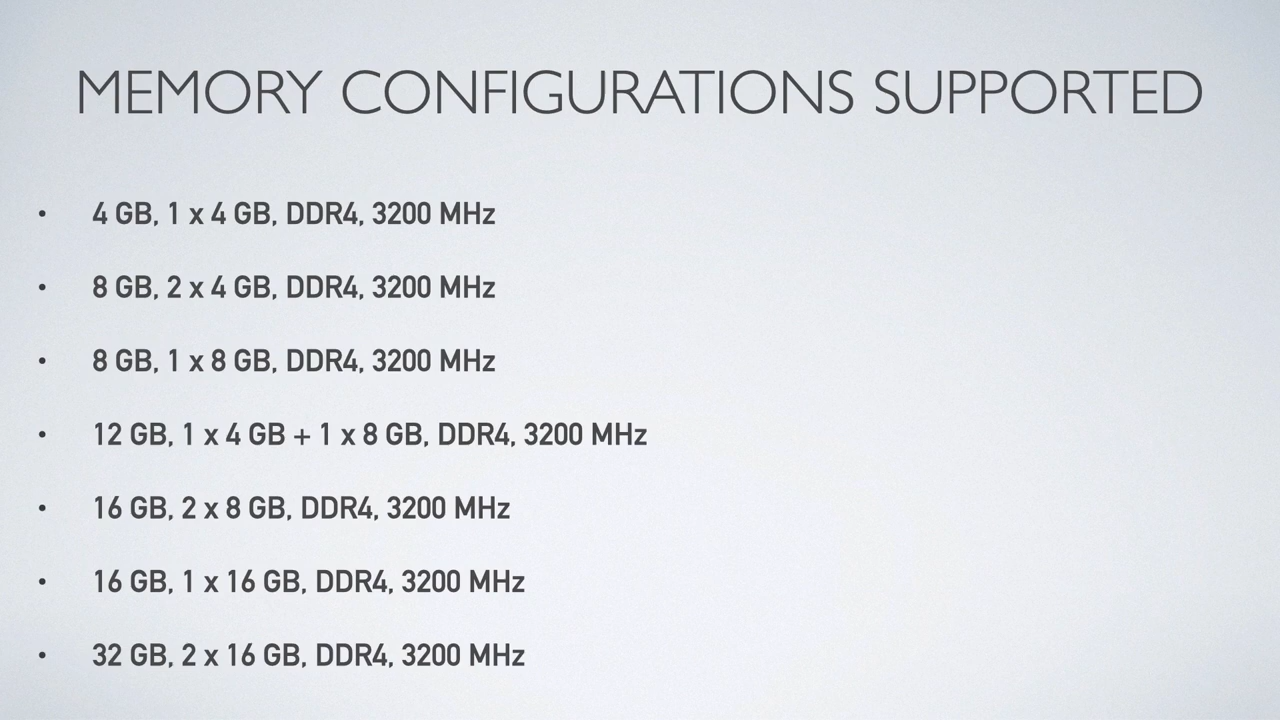 MEMORY CONFIGURATIONS SUPPORTED
• 4 GB, 1 x 4 GB, DDR4, 3200 MHz
• 8 GB, 2 x 4 GB, DDR4, 3200 MHz
• 8 GB, 1 x 8 GB, DDR4, 3200 MHz
• 12 GB, 1 x 4 GB + 1 x 8 GB, DDR4, 3200 MHz
• 16 GB, 2 x 8 GB, DDR4, 3200 MHz
• 16 GB, 1 x 16 GB, DDR4, 3200 MHz
• 32 GB, 2 x 16 GB, DDR4, 3200 MHz